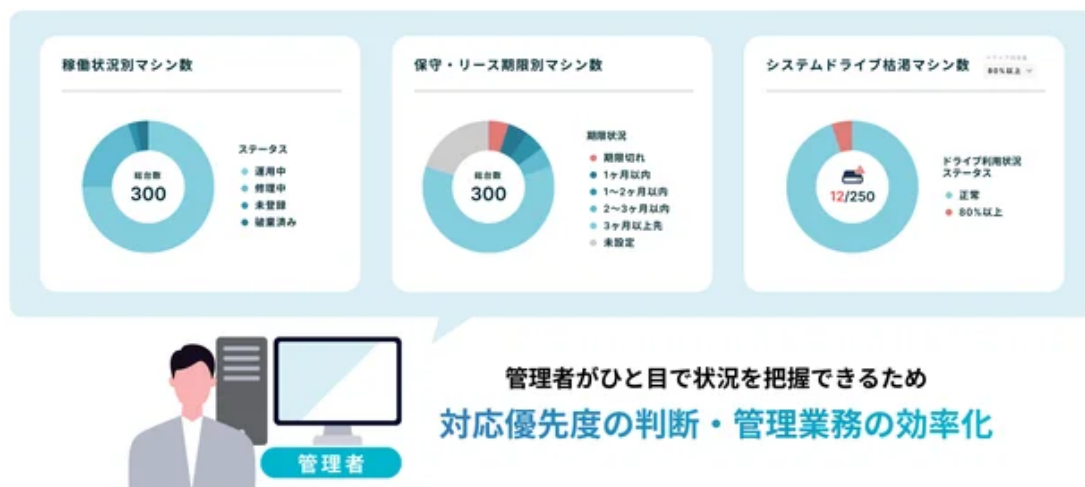 稼働状況別マシン数
総台数
300
ステータス
運用中
修理中
未登録
破棄済み
保守・リース期限別マシン数
総台数
300
期限状況
期限切れ
1ヶ月以内
1〜2ヶ月以内
2〜3ヶ月以内
3ヶ月以上先
未設定
システムドライブ枯渇マシン数
80%以上
12/250
ドライブ利用状況
ステータス
正常
80%以上
管理者
管理者がひと目で状況を把握できるため
対応優先度の判断・管理業務の効率化